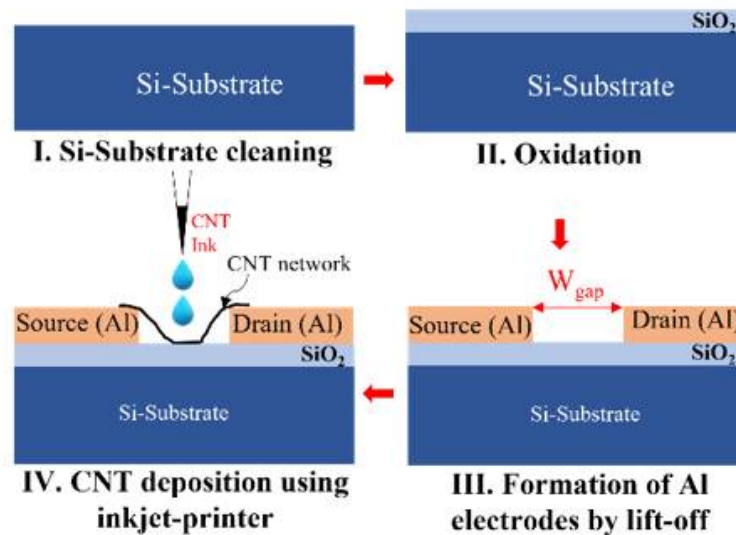 Si-Substrate
I. Si-Substrate cleaning
SiO₂
Si-Substrate
II. Oxidation
W_gap
Source (Al)
Drain (Al)
SiO₂
Si-Substrate
III. Formation of Al
electrodes by lift-off
CNT
Ink
CNT network
Source (Al)
Drain (Al)
SiO₂
Si-Substrate
IV. CNT deposition using
inkjet-printer